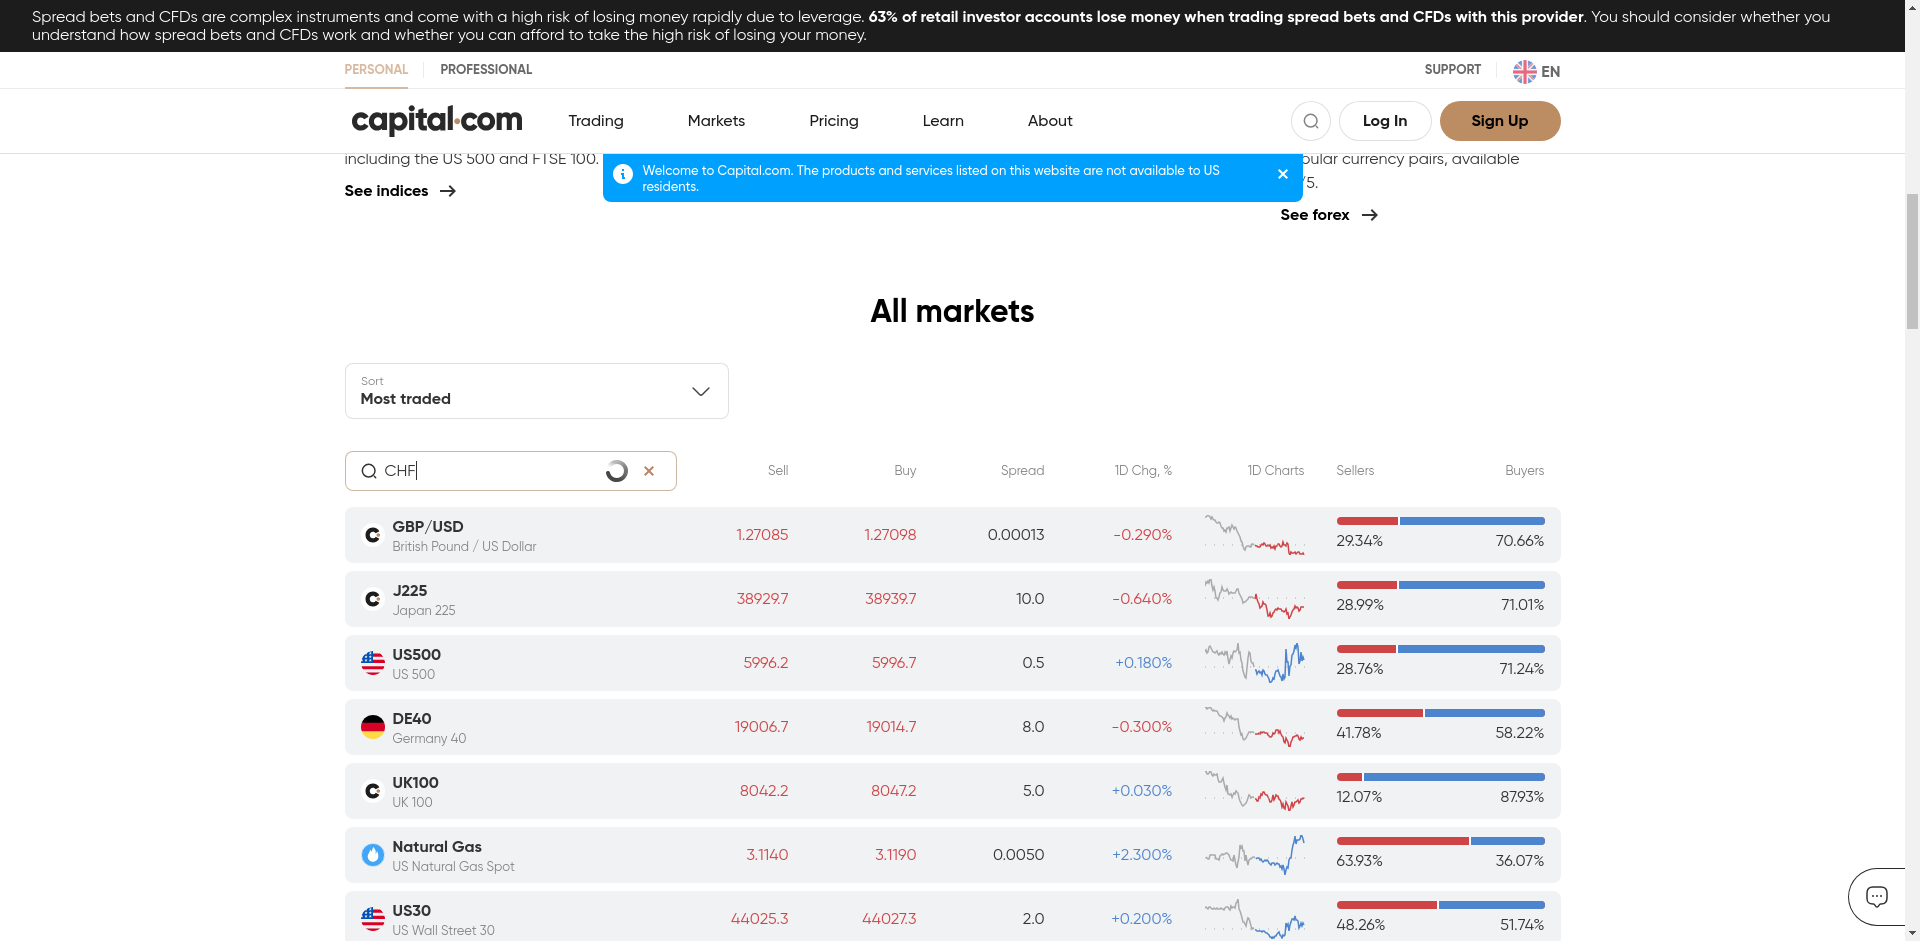 Spread bets and CFDs are complex instruments and come with a high risk of losing money rapidly due to leverage. 63% of retail investor accounts lose money when trading spread bets and CFDs with this provider. You should consider whether you
understand how spread bets and CFDs work and whether you can afford to take the high risk of losing your money.
PERSONAL PROFESSIONAL SUPPORT EN
capital.com Trading Markets Pricing Learn About Log In Sign Up
including the US 500 and FTSE 100.
Welcome to Capital.com. The products and services listed on this website are not available to US
residents.
currency pairs, available
See indices
See forex
All markets
Sort
Most traded
CHF Sell Buy Spread 1D Chg, % 1D Charts Sellers Buyers
GBP/USD
British Pound / US Dollar
1.27085 1.27098 0.00013 -0.290% 29.34% 70.66%
J225
Japan 225
38929.7 38939.7 10.0 -0.640% 28.99% 71.01%
US500
US 500
5996.2 5996.7 0.5 +0.180% 28.76% 71.24%
DE40
Germany 40
19006.7 19014.7 8.0 -0.300% 41.78% 58.22%
UK100
UK 100
8042.2 8047.2 5.0 +0.030% 12.07% 87.93%
Natural Gas
US Natural Gas Spot
3.1140 3.1190 0.0050 +2.300% 63.93% 36.07%
US30
US Wall Street 30
44025.3 44027.3 2.0 +0.200% 48.26% 51.74%